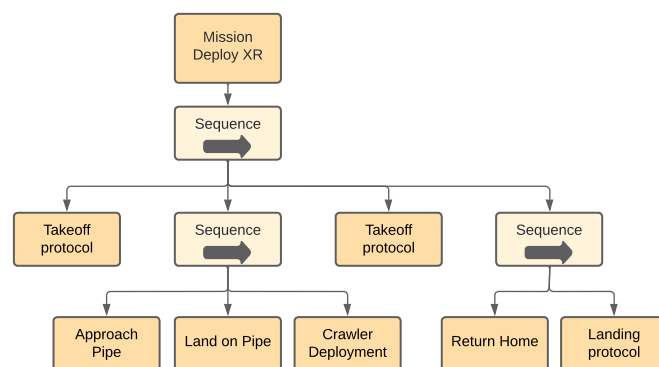 Mission
Deploy XR
Sequence
Takeoff
protocol
Sequence
Takeoff
protocol
Sequence
Approach
Pipe
Land on Pipe
Crawler
Deployment
Return Home
Landing
protocol